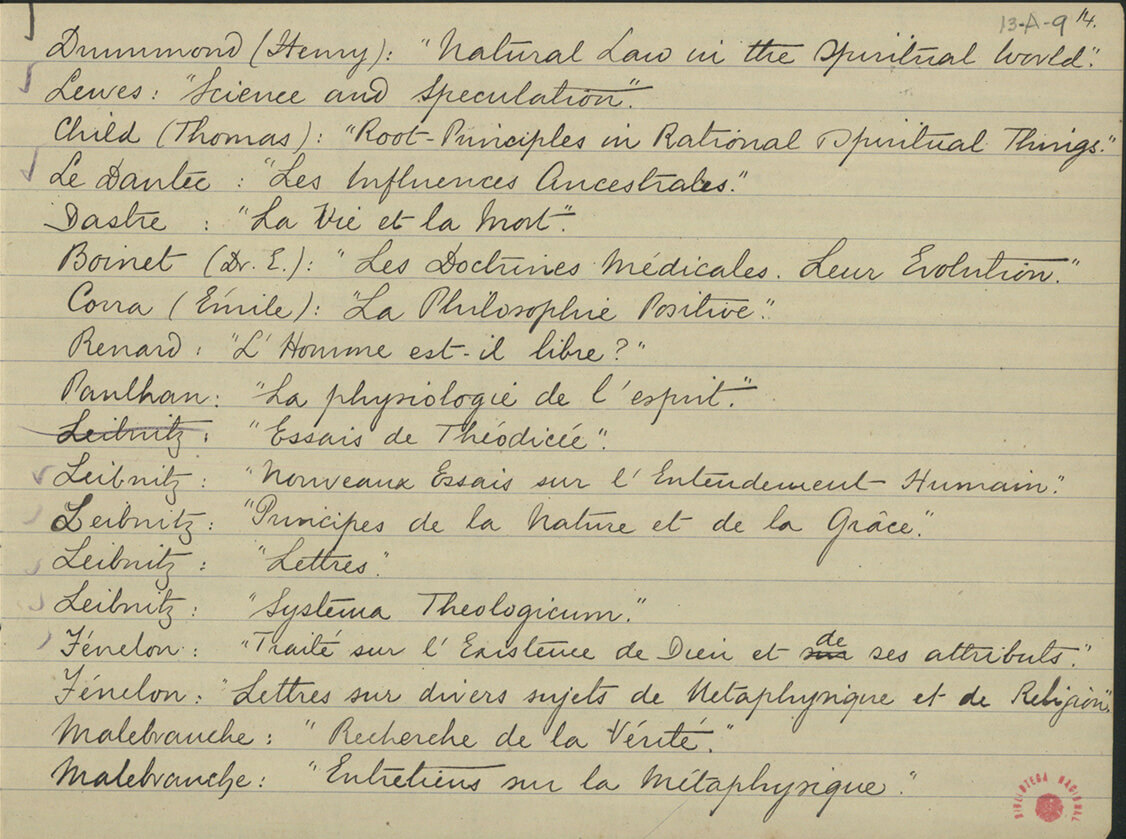 13-A-9 14.
Drummond (Henry): "Natural Law in the Spiritual World".
Lewes: "Science and Speculation".
Child (Thomas): "Root-Principles in Rational Spiritual Things."
Le Dantec : "Les Influences Ancestrales."
Dastre : "La Vie et la Mort".
Boinet (Dr. E.): "Les Doctrines Médicales. Leur Evolution."
Corra (Émile): "La Philosophie Positive".
Renard: "L'Homme est-il libre?"
Paulhan: "La physiologie de l'esprit".
Leibnitz: "Essais de Théodicée".
Leibnitz: "Nouveaux Essais sur l'Entendement Humain".
Leibnitz: "Principes de la Nature et de la Grâce".
Leibnitz: "Lettres".
Leibnitz: "Systema Theologicum."
Fénelon: "Traité sur l'Existence de Dieu et de ses attributs."
Fénelon: "Lettres sur divers sujets de Métaphysique et de Religion".
Malebranche: "Recherche de la Vérité."
Malebranche: "Entretiens sur la Métaphysique."
BIBLIOTECA NACIONAL